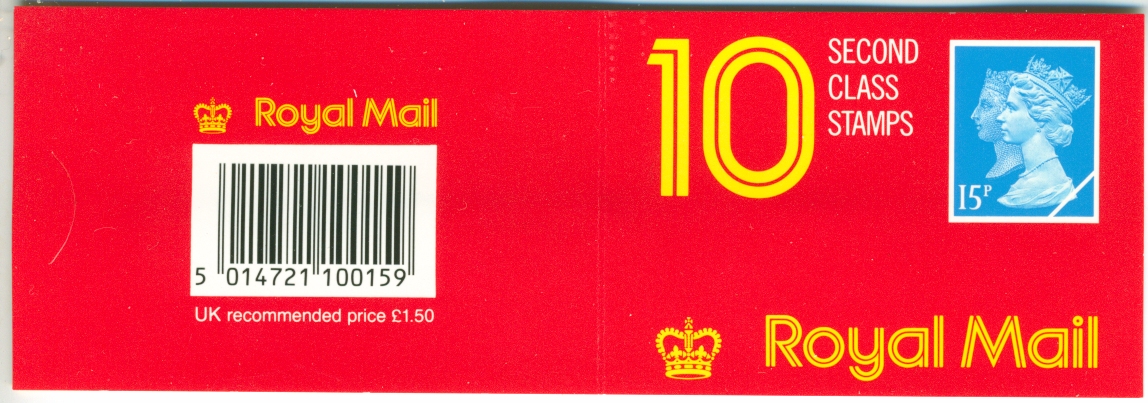 Royal Mail
5 014721 100159
UK recommended price £1.50
10
SECOND
CLASS
STAMPS
15P
Royal Mail